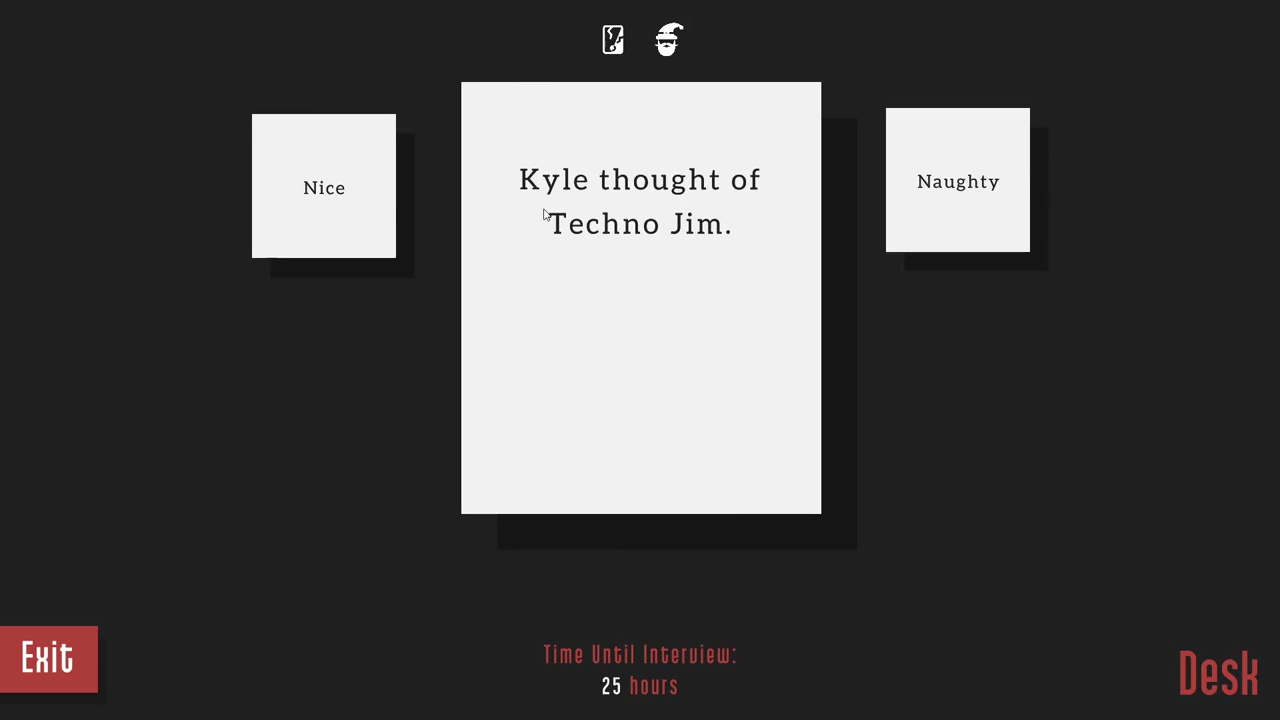 Nice
Kyle thought of
Techno Jim.
Naughty
Exit
Time Until Interview:
25 hours
Desk